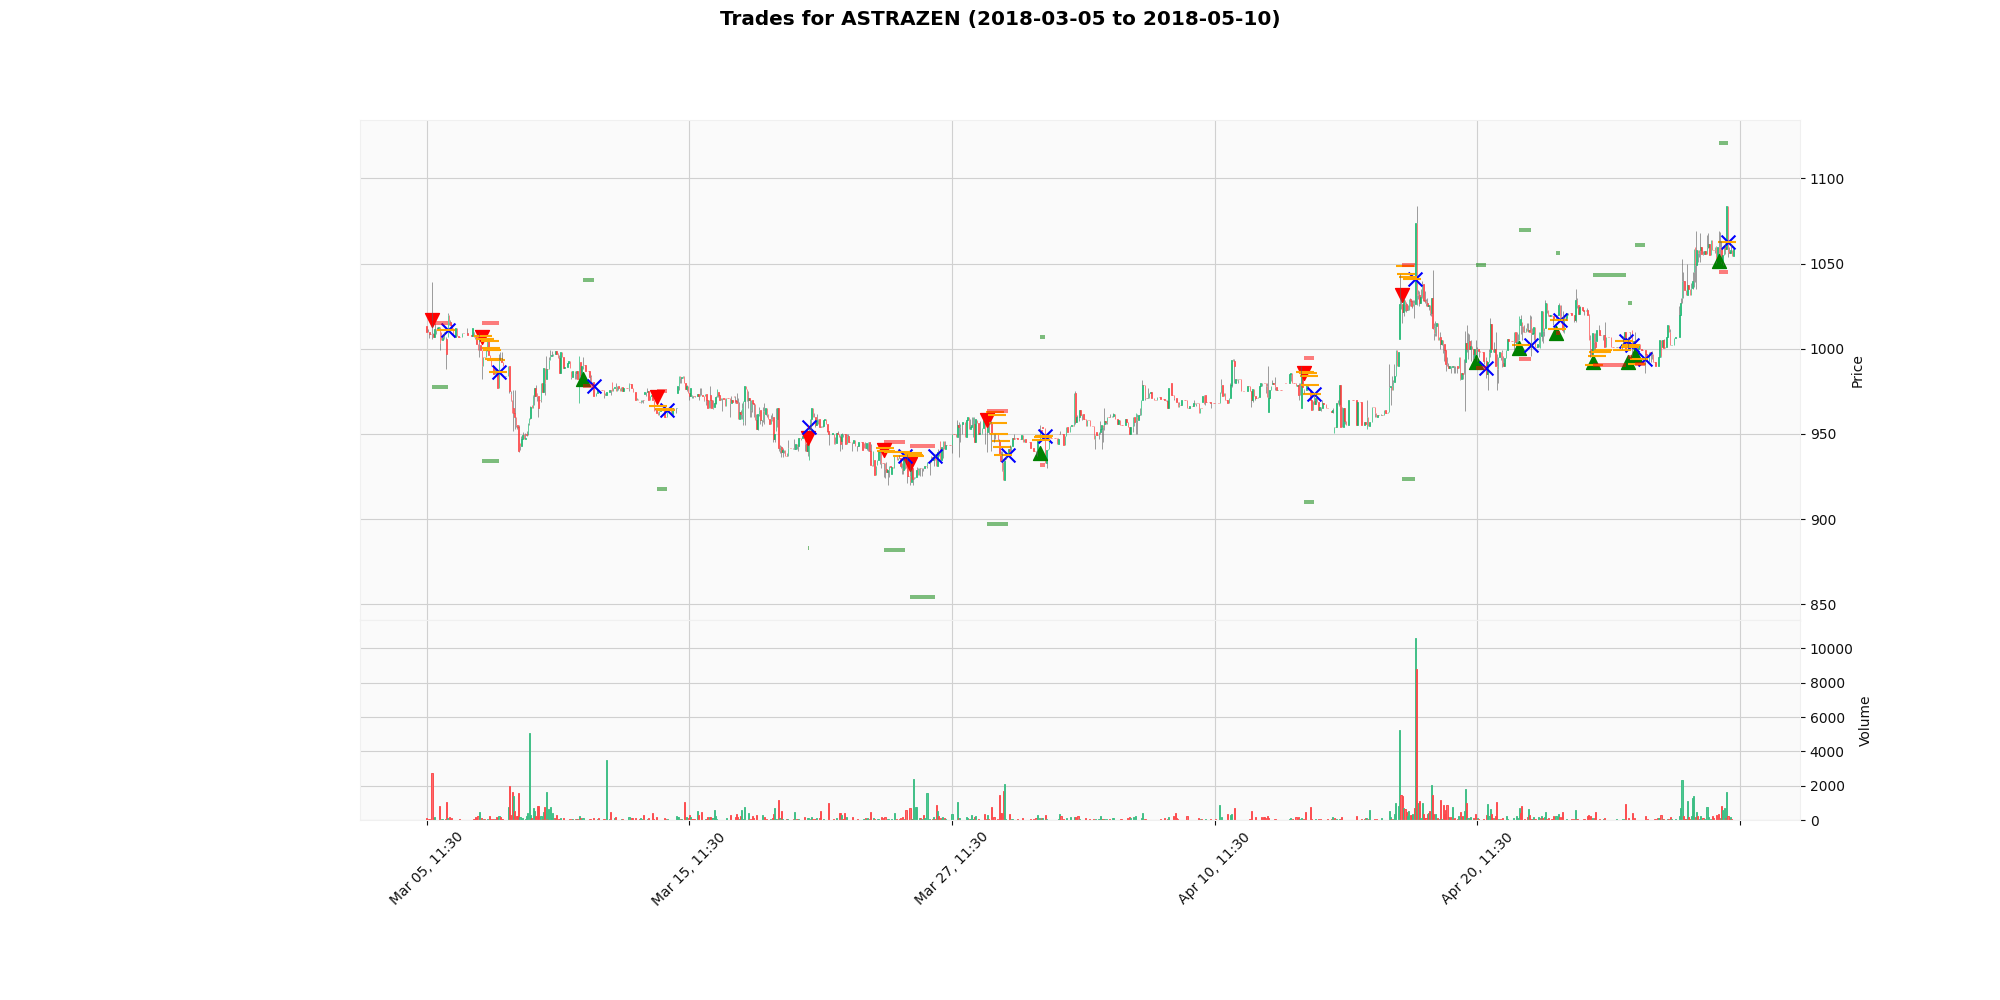 Trades for ASTRAZEN (2018-03-05 to 2018-05-10)
1100
1050
1000
950
900
850
Price
10000
8000
6000
4000
2000
0
Volume
Mar 05, 11:30
Mar 15, 11:30
Mar 27, 11:30
Apr 10, 11:30
Apr 20, 11:30